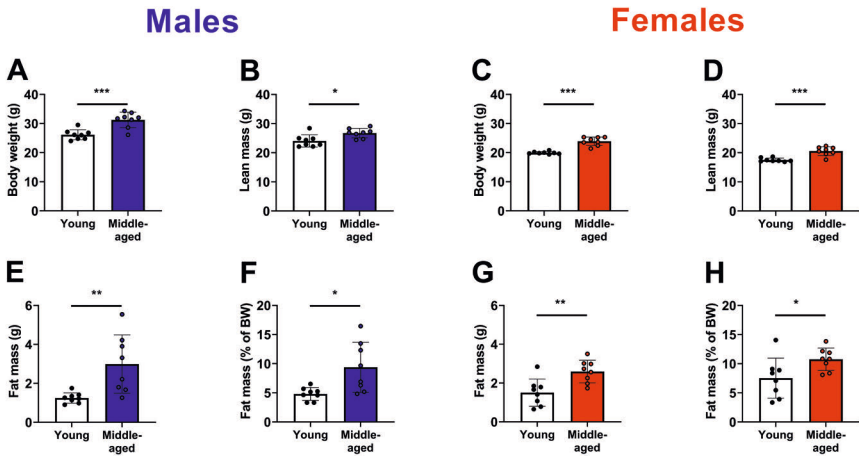 Males
Females
A
***
Body weight (g)
40
30
20
10
0
Young
Middle-
aged
B
*
Lean mass (g)
40
30
20
10
0
Young
Middle-
aged
C
***
Body weight (g)
40
30
20
10
0
Young
Middle-
aged
D
***
Lean mass (g)
40
30
20
10
0
Young
Middle-
aged
E
**
Fat mass (g)
6
4
2
0
Young
Middle-
aged
F
*
Fat mass (% of BW)
20
15
10
5
0
Young
Middle-
aged
G
**
Fat mass (g)
6
4
2
0
Young
Middle-
aged
H
*
Fat mass (% of BW)
20
15
10
5
0
Young
Middle-
aged